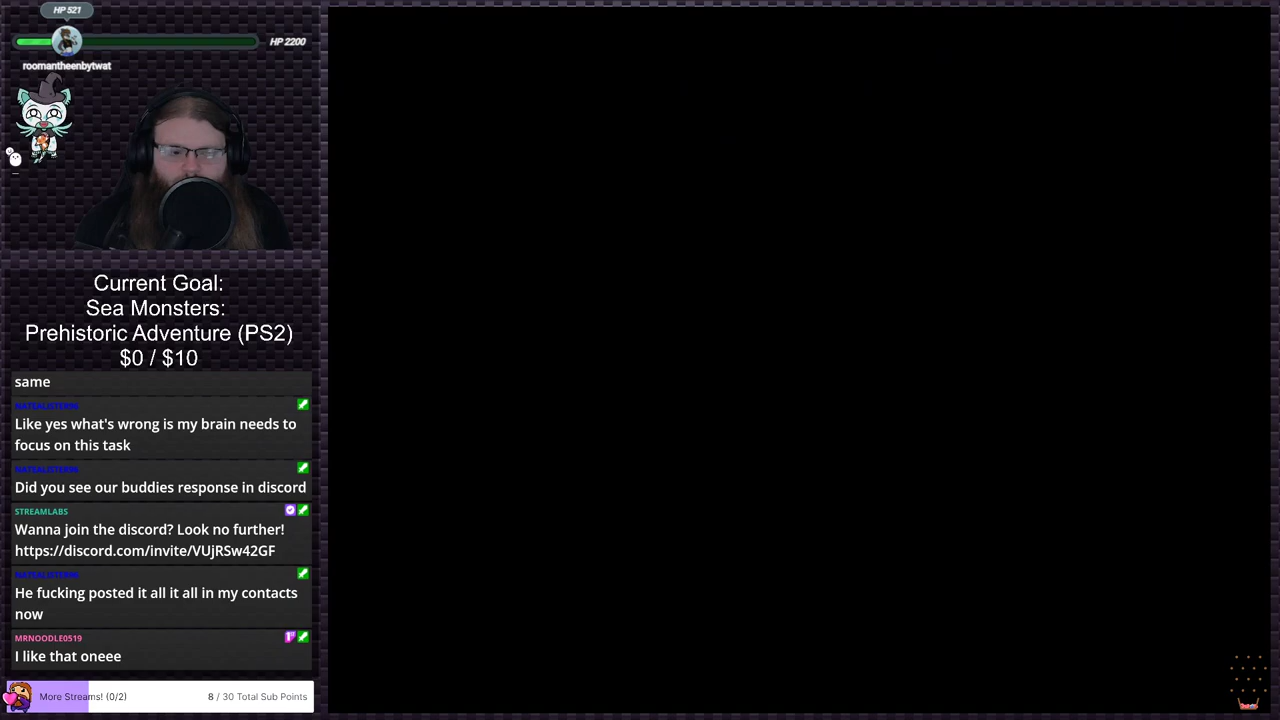 HP 521
HP 2200
roomantheenbytwat
Current Goal:
Sea Monsters:
Prehistoric Adventure (PS2)
$0 / $10
same
Like yes what's wrong is my brain needs to
focus on this task
Did you see our buddies response in discord
STREAMLABS
Wanna join the discord? Look no further!
https://discord.com/invite/VUjRSw42GF
He fucking posted it all it all in my contacts
now
MRNOODLE0519
I like that oneee
More Streams! (0/2)
8 / 30 Total Sub Points